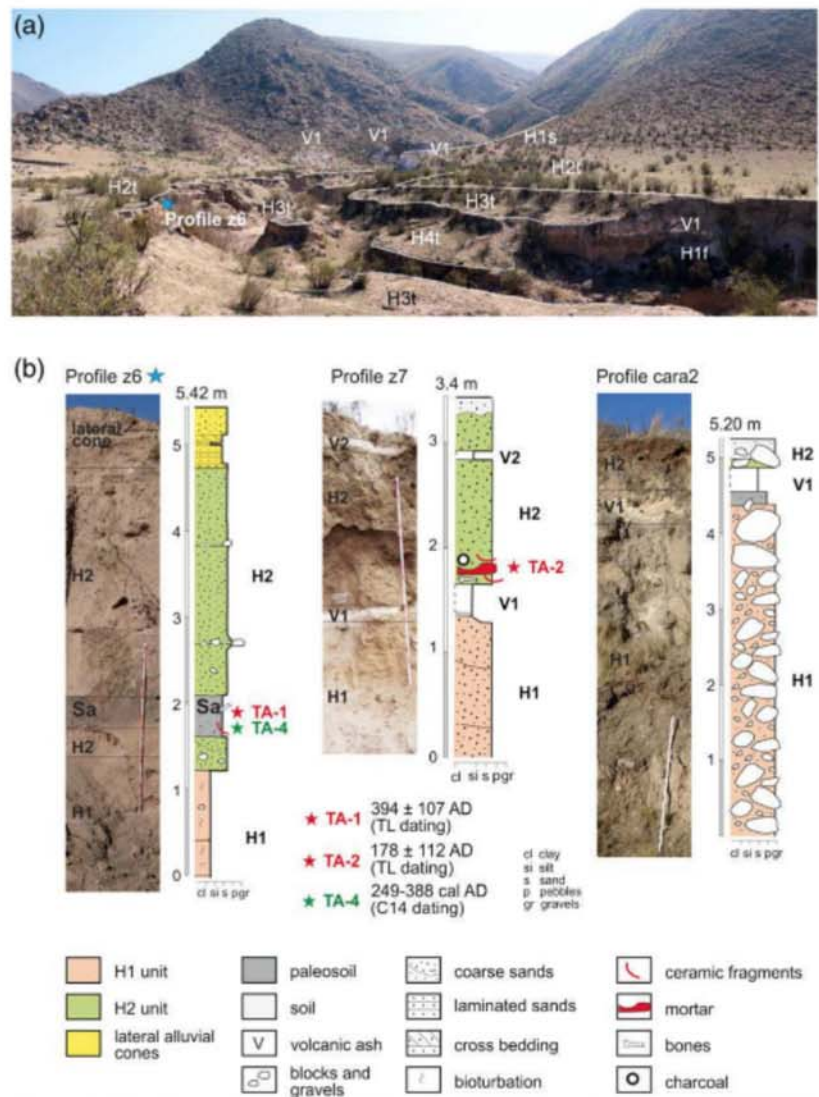 (a)
V1
V1
V1
H1s
H2t
H2t
Profile z6
H3t
H3t
V1
H4t
H1f
H3t
(b)
Profile z6
5.42 m
lateral cone
H2
Sa
H2
H1
5
4
3
2
1
0
Sa
H2
H1
TA-1
TA-4
cl si s pgr
Profile z7
3.4 m
V2
H2
V1
H1
3
2
1
0
V2
H2
TA-2
V1
H1
cl si s pgr
Profile cara2
5.20 m
H2
V1
H1
5
4
3
2
1
H2
V1
H1
cl si s pgr
TA-1 394 ± 107 AD
(TL dating)
TA-2 178 ± 112 AD
(TL dating)
TA-4 249-388 cal AD
(C14 dating)
cl clay
si silt
s sand
p pebbles
gr gravels
H1 unit
H2 unit
lateral alluvial
cones
paleosoil
soil
V volcanic ash
blocks and
gravels
coarse sands
laminated sands
cross bedding
bioturbation
ceramic fragments
mortar
bones
charcoal